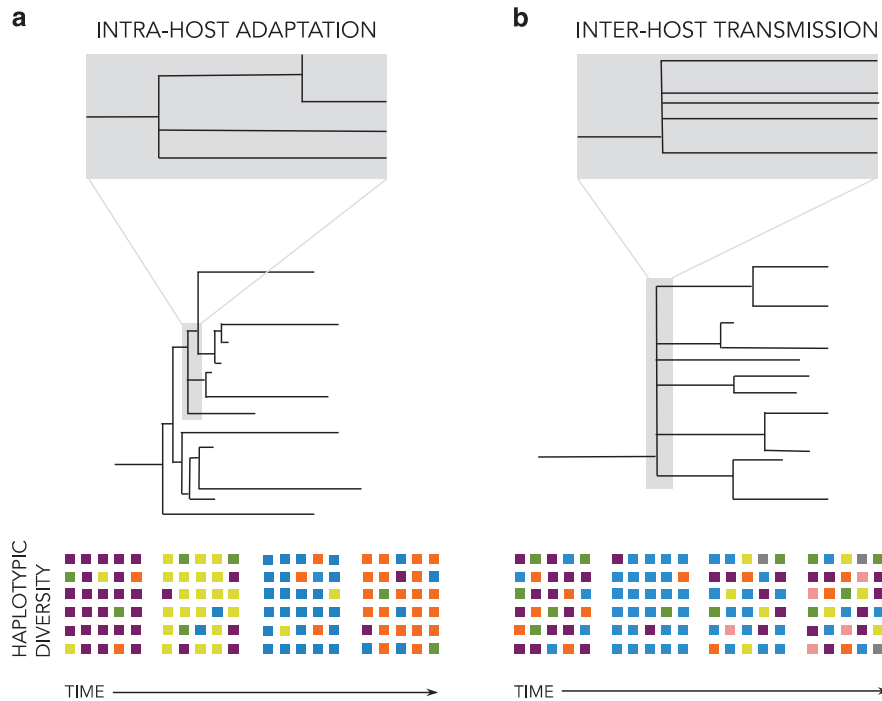 a
INTRA-HOST ADAPTATION
b
INTER-HOST TRANSMISSION
HAPLOTYPIC
DIVERSITY
TIME
TIME